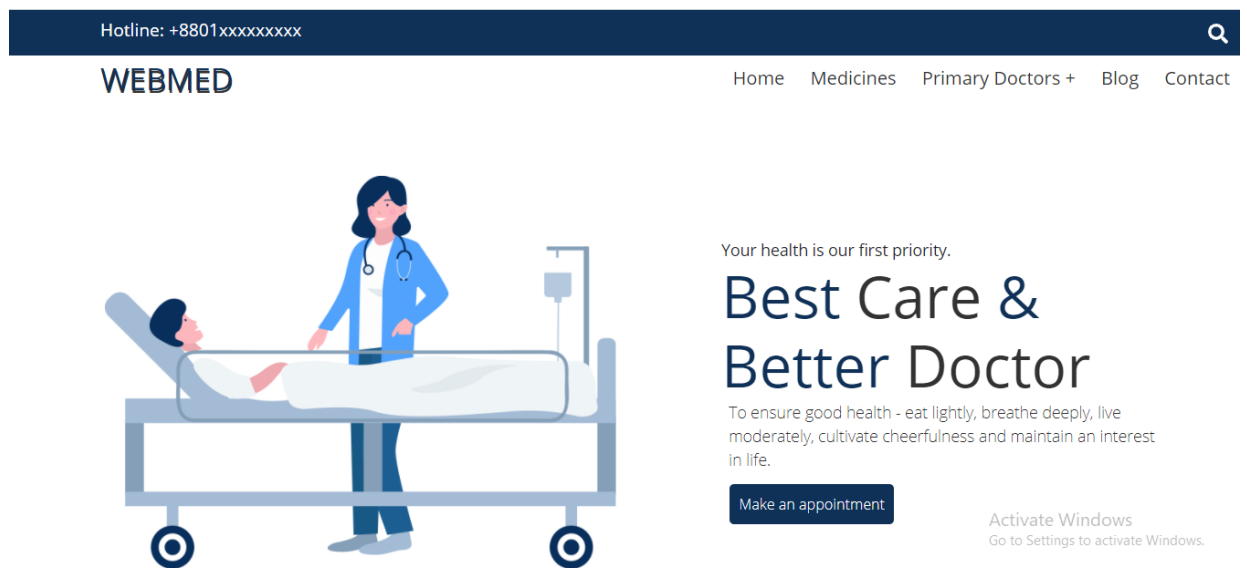 Hotline: +8801xxxxxxxxx
WEBMED
Home Medicines Primary Doctors + Blog Contact
Your health is our first priority.
Best Care &
Better Doctor
To ensure good health - eat lightly, breathe deeply, live
moderately, cultivate cheerfulness and maintain an interest
in life.
Make an appointment
Activate Windows
Go to Settings to activate Windows.